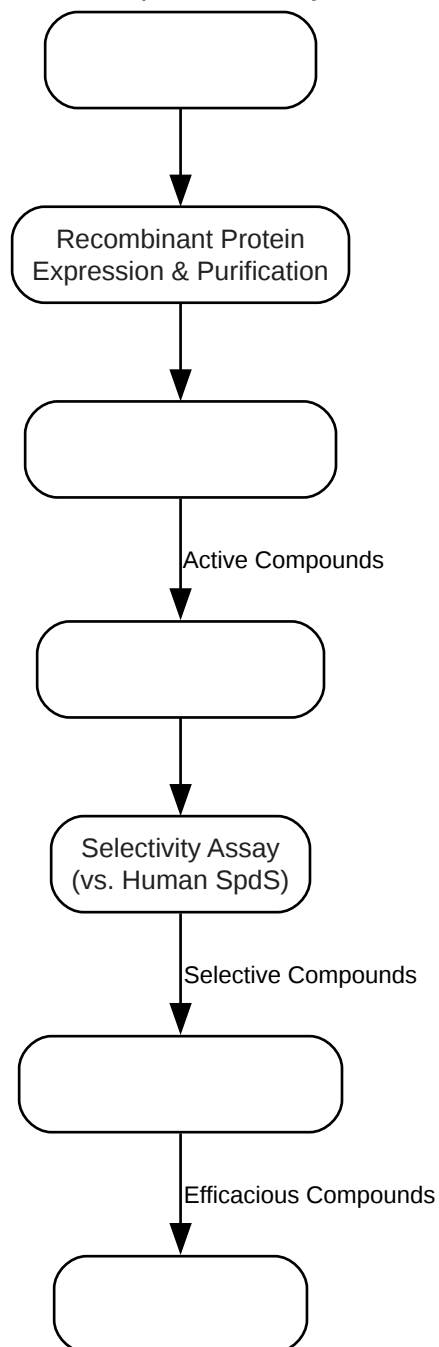 Recombinant Protein
Expression & Purification
Active Compounds
Selectivity Assay
(vs. Human SpdS)
Selective Compounds
Efficacious Compounds